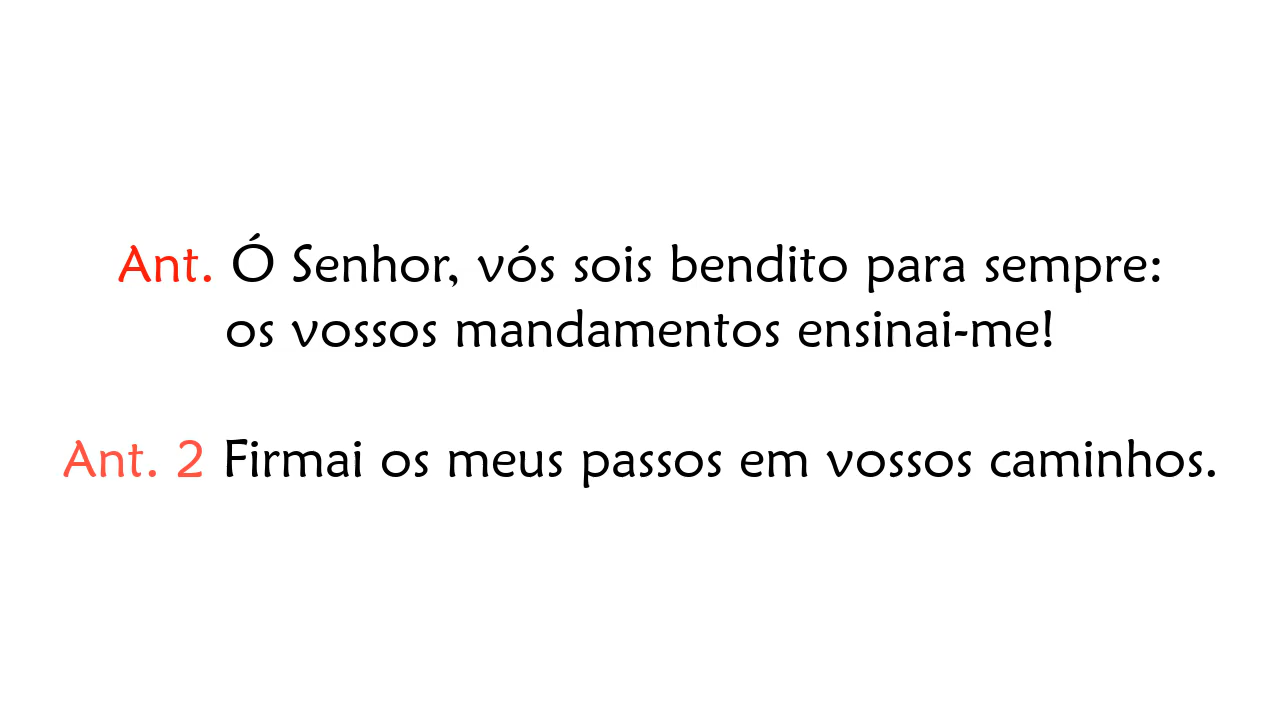 Ant. Ó Senhor, vós sois bendito para sempre:
os vossos mandamentos ensinai-me!
Ant. 2 Firmai os meus passos em vossos caminhos.